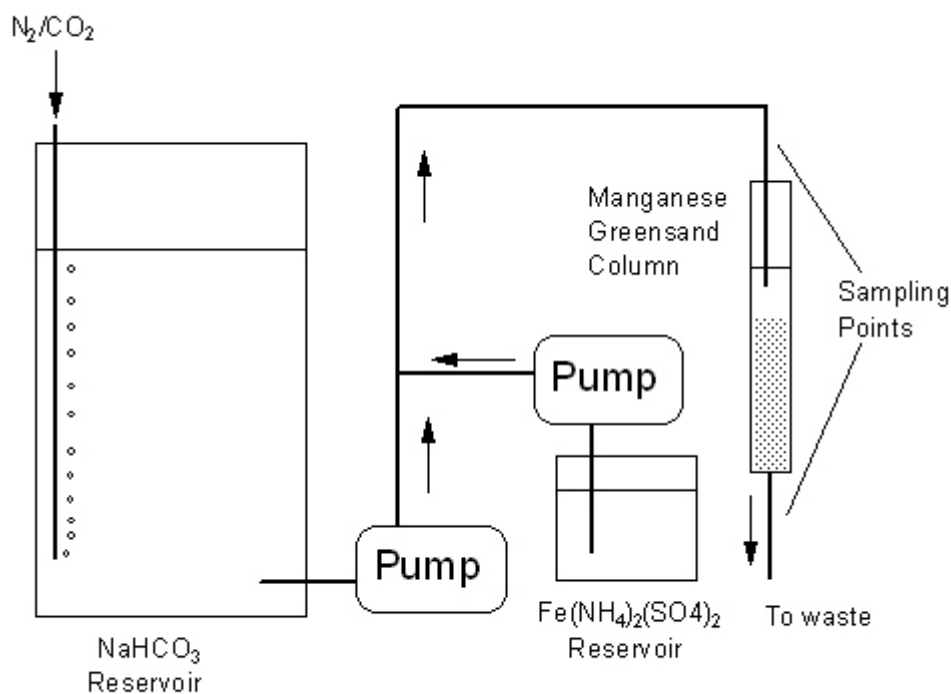 N₂/CO₂
Manganese
Greensand
Column
Sampling
Points
Pump
Pump
Fe(NH₄)₂(SO4)₂
Reservoir
To waste
NaHCO₃
Reservoir